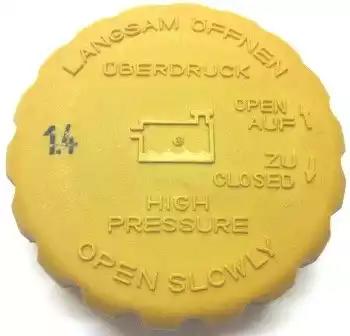 LANGSAM ÖFFNEN
ÜBERDRUCK
OPEN
AUF
1.4
ZU
CLOSED
HIGH
PRESSURE
OPEN SLOWLY